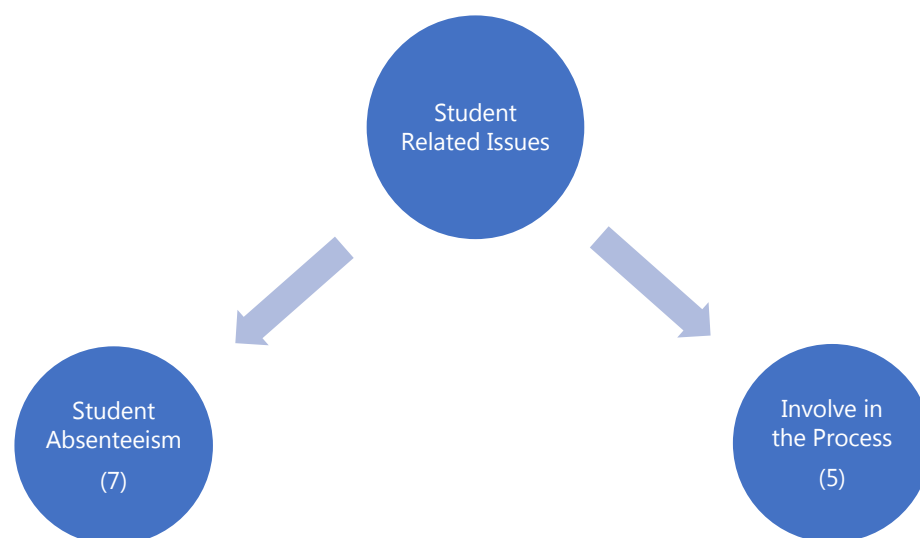 Student
Related Issues
Student
Absenteeism
(7)
Involve in
the Process
(5)